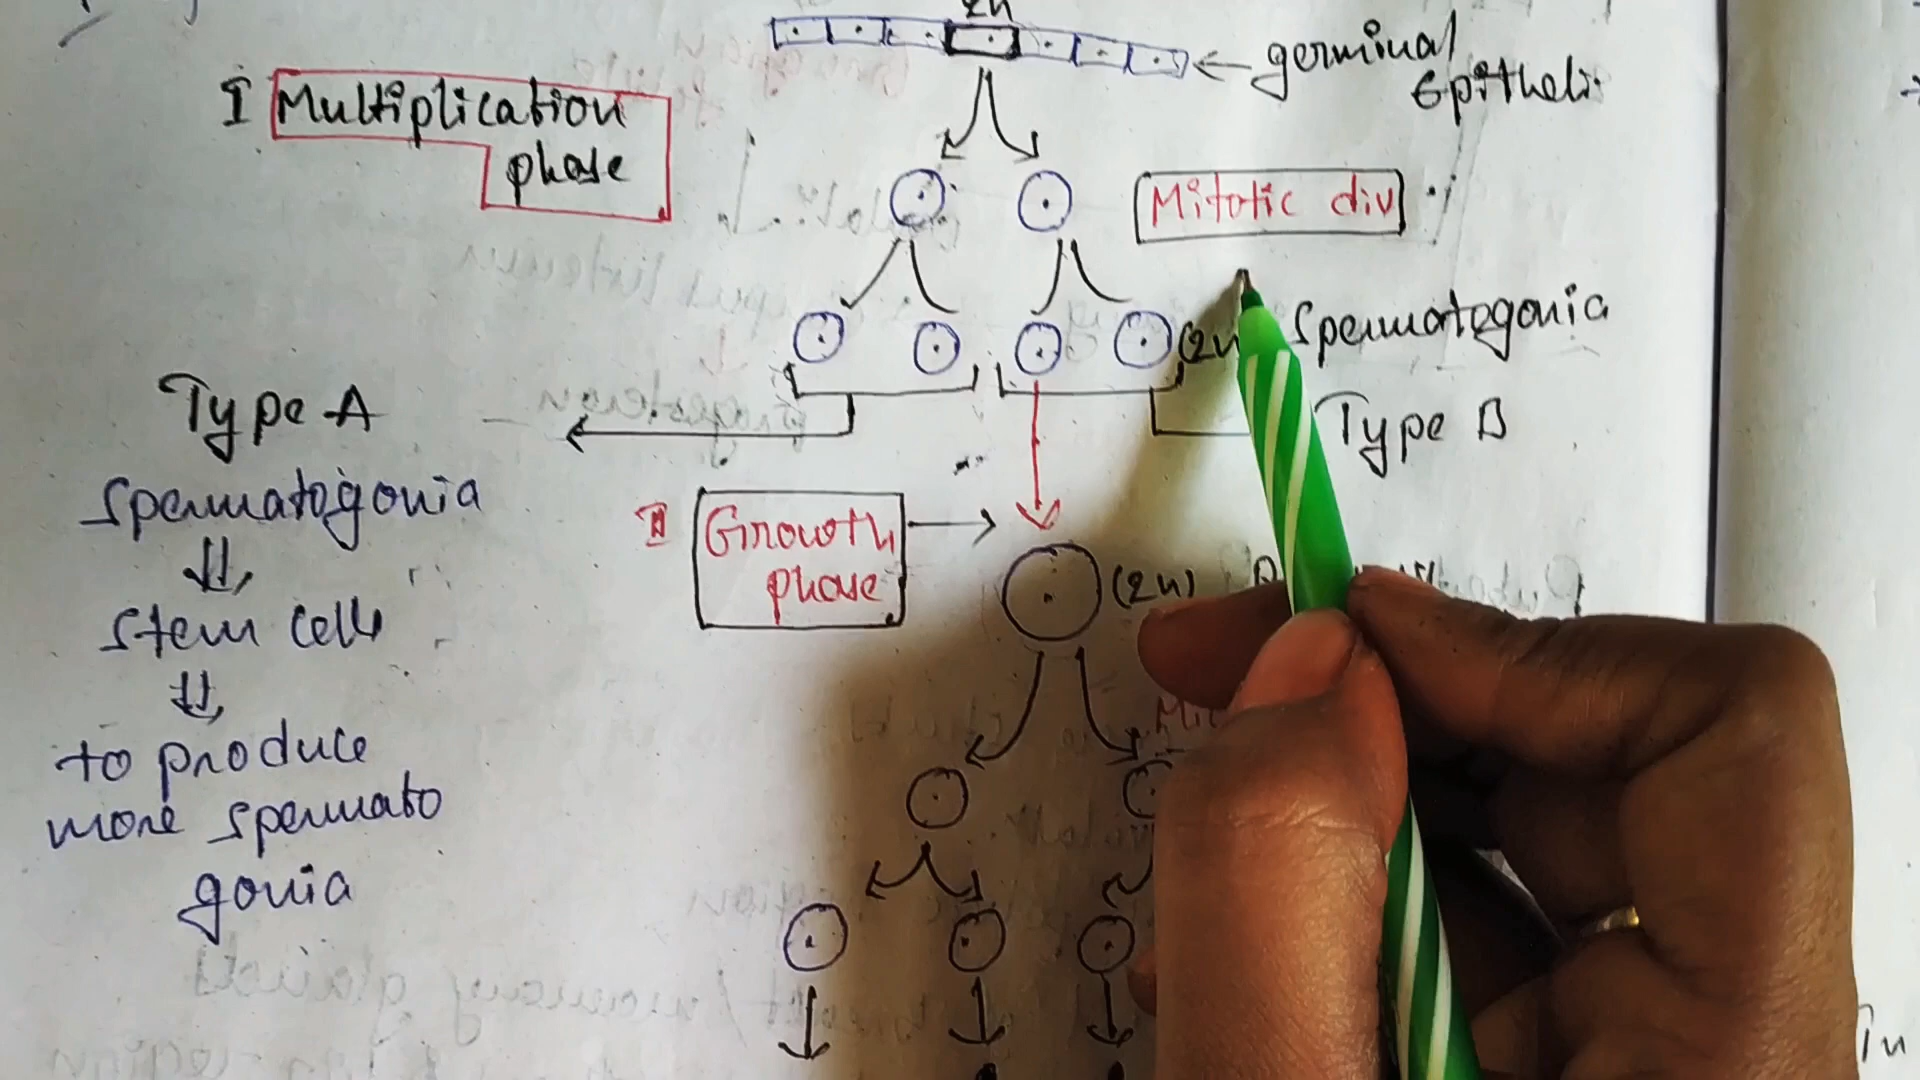 2n
germinal
Epitheli
I Multiplication
phase
Mitotic div
(2n
Spermatogonia
Type A
Type B
Spermatogonia
II Growth
phase
(2n)
Stem cells
to produce
more spermato
gonia